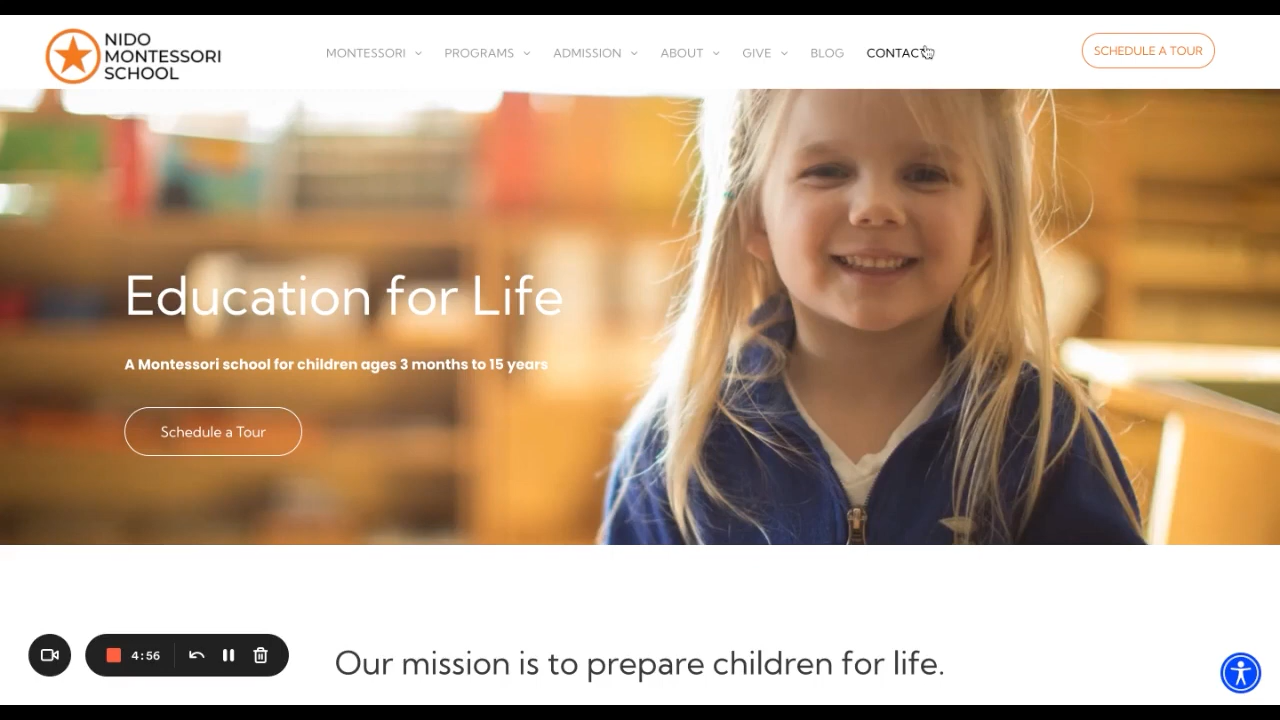 NIDO
MONTESSORI
SCHOOL
MONTESSORI PROGRAMS ADMISSION ABOUT GIVE BLOG CONTACT
SCHEDULE A TOUR
Education for Life
A Montessori school for children ages 3 months to 15 years
Schedule a Tour
4:56
Our mission is to prepare children for life.